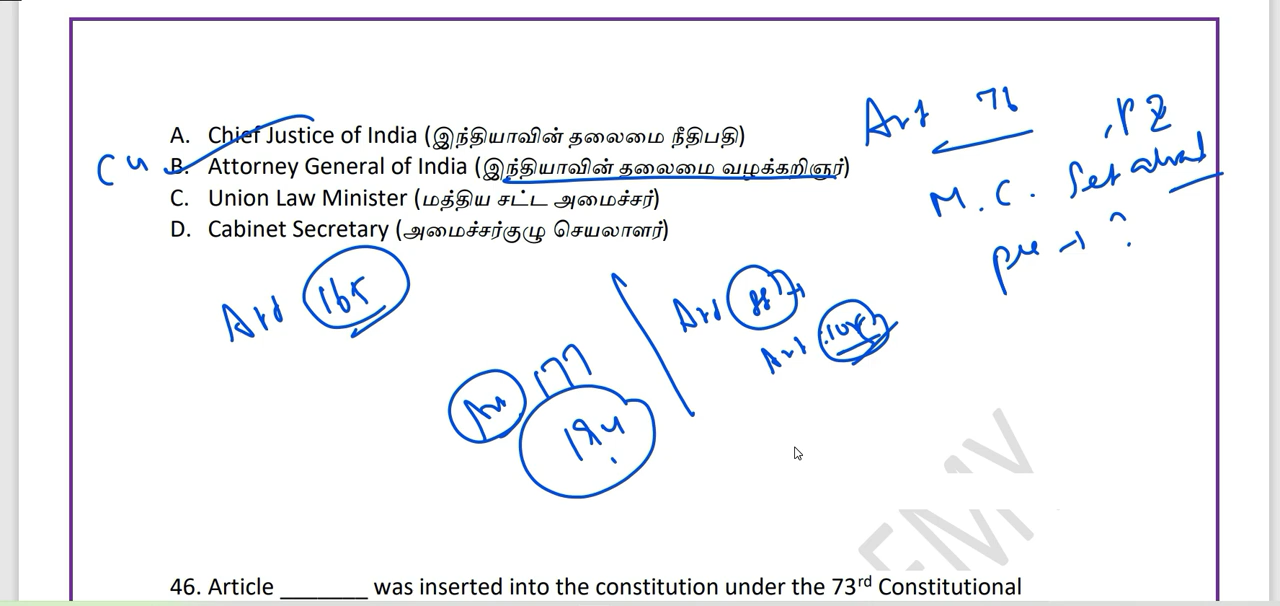 A. Chief Justice of India (இந்தியாவின் தலைமை நீதிபதி)
B. Attorney General of India (இந்தியாவின் தலைமை வழக்கறிஞர்)
C. Union Law Minister (மத்திய சட்ட அமைச்சர்)
D. Cabinet Secretary (அமைச்சர்குழு செயலாளர்)
Art 76
M. C. Setalvad
Art 165
Art 88
Art
Art 177
46. Article _______ was inserted into the constitution under the 73rd Constitutional